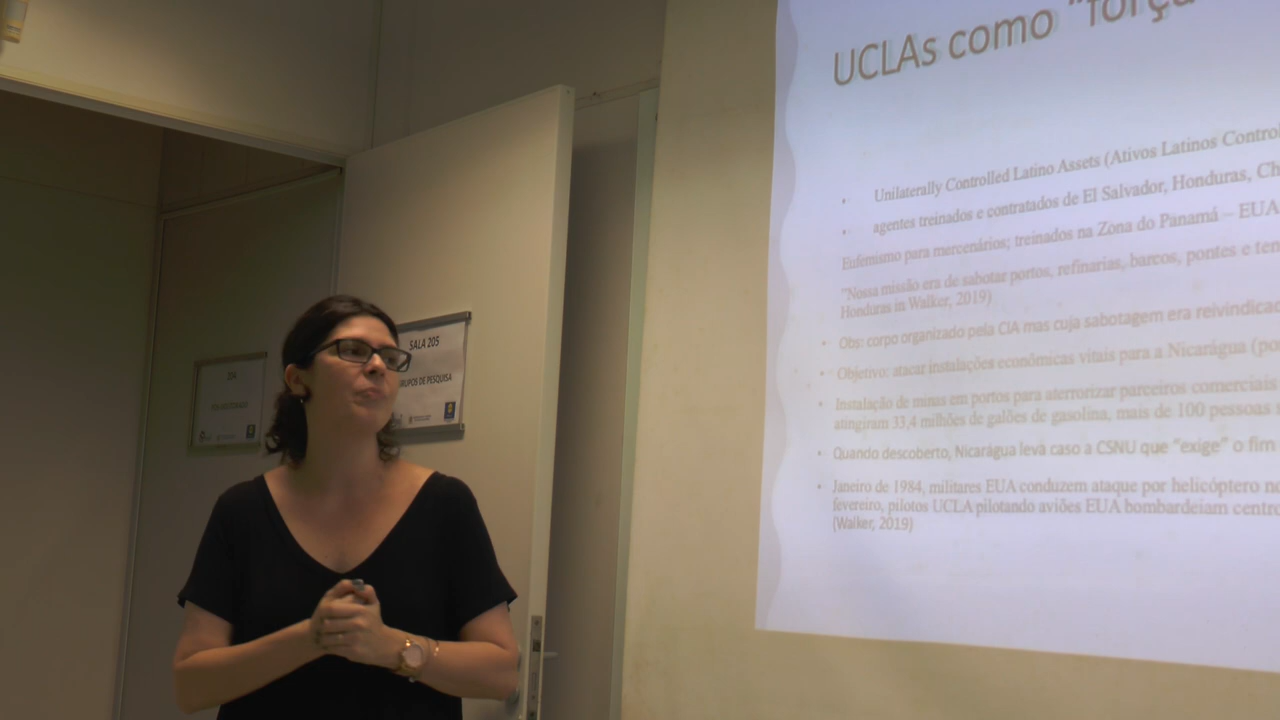 UCLAs como "força
Unilaterally Controlled Latino Assets (Ativos Latinos Contro
agentes treinados e contratados de El Salvador, Honduras, Ch
Eufemismo para mercenários; treinados na Zona do Panamá – EUA
"Nossa missão era de sabotar portos, refinarias, barcos, pontes e ten
Honduras in Walker, 2019)
Obs: corpo organizado pela CIA mas cuja sabotagem era reivindicas
Objetivo: atacar instalações econômicas vitais para a Nicarágua (po
Instalação de minas em portos para aterrorizar parceiros comerciais
atingiram 33,4 milhões de galões de gasolina, mais de 100 pessoas
Quando descoberto, Nicarágua leva caso a CSNU que "exige" o fim
Janeiro de 1984, militares EUA conduzem ataque por helicóptero no
fevereiro, pilotos UCLA pilotando aviões EUA bombardeiam centro
(Walker, 2019)
SALA 205
GRUPOS DE PESQUISA